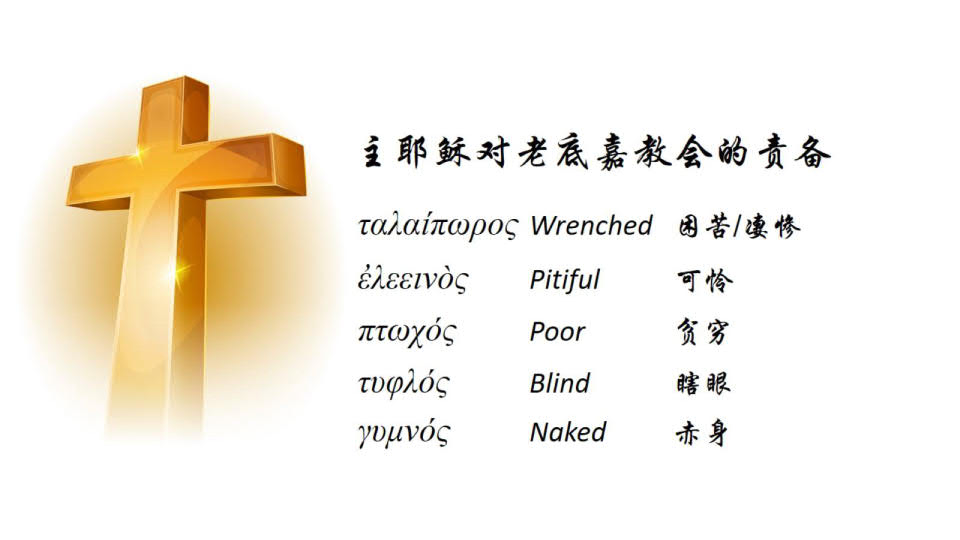 主耶稣对老底嘉教会的责备
ταλαίπωρος Wrenched 困苦/凄惨
ἐλεεινὸς Pitiful 可怜
πτωχός Poor 贫穷
τυφλός Blind 瞎眼
γυμνός Naked 赤身